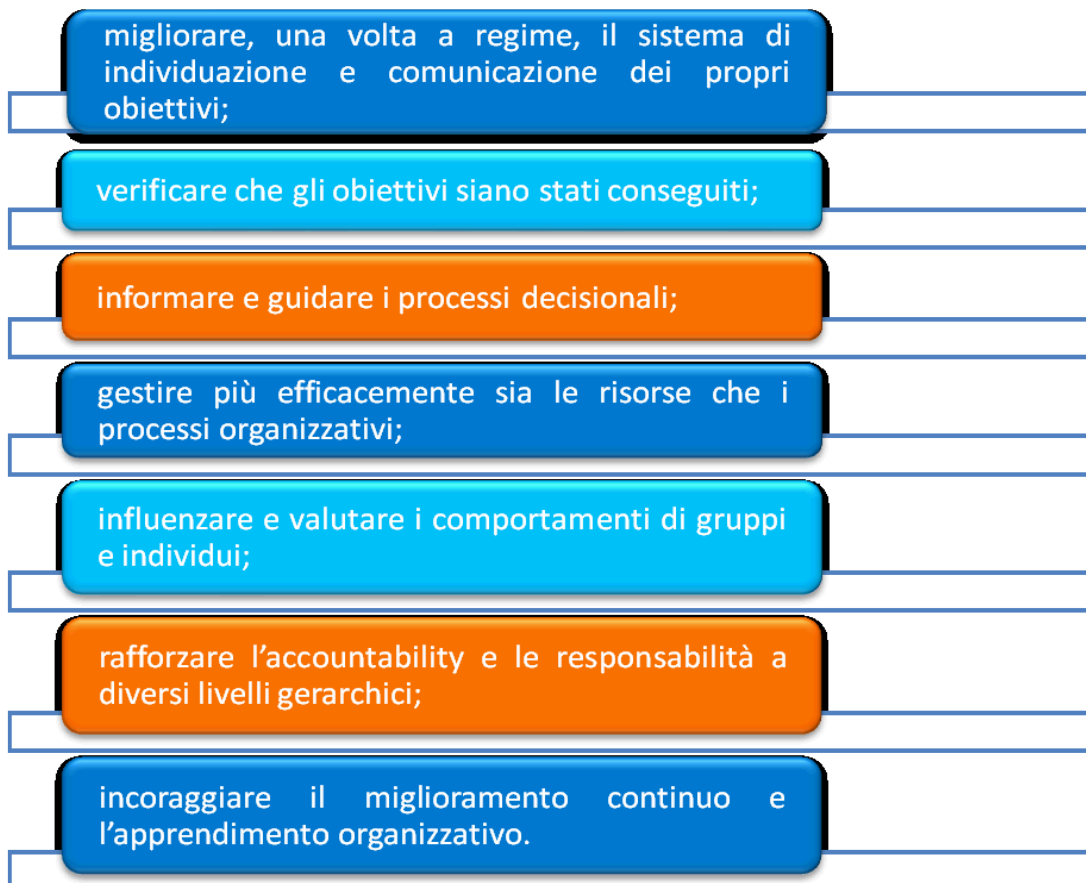 migliorare, una volta a regime, il sistema di
individuazione e comunicazione dei propri
obiettivi;
verificare che gli obiettivi siano stati conseguiti;
informare e guidare i processi decisionali;
gestire più efficacemente sia le risorse che i
processi organizzativi;
influenzare e valutare i comportamenti di gruppi
e individui;
rafforzare l’accountability e le responsabilità a
diversi livelli gerarchici;
incoraggiare il miglioramento continuo e
l’apprendimento organizzativo.